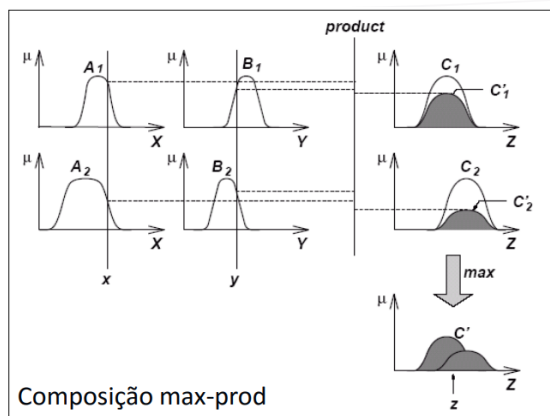 product
μ A₁ X
μ B₁ Y
μ C₁ C'₁ Z
μ A₂ X
μ B₂ Y
μ C₂ C'₂ Z
x y
max
μ C' Z
z
Composição max-prod